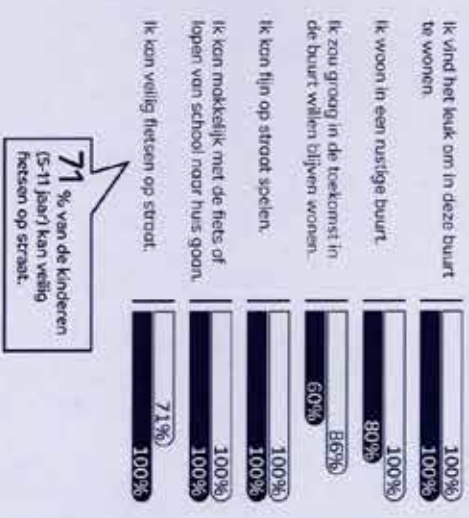 Ik vind het leuk om in deze buurt
te wonen.
100%
100%
Ik woon in een rustige buurt.
100%
80%
Ik zou graag in de toekomst in
de buurt willen blijven wonen.
86%
60%
Ik kan fijn op straat spelen.
100%
100%
Ik kan makkelijk met de fiets of
lopen van school naar huis gaan.
100%
100%
Ik kan veilig fietsen op straat.
71%
100%
71 % van de kinderen
(5-11 jaar) kan veilig
fietsen op straat.